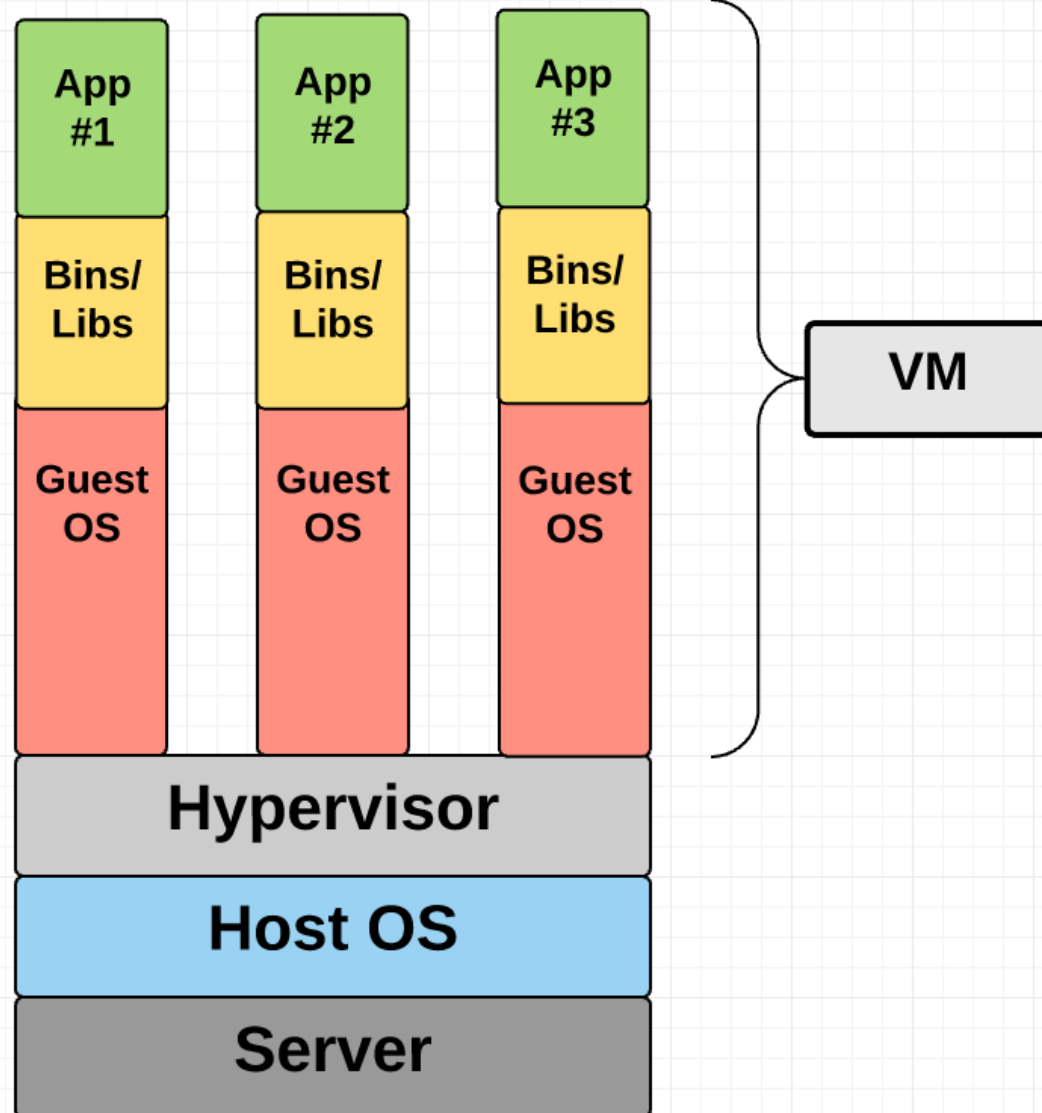 App
#1
App
#2
App
#3
Bins/
Libs
Bins/
Libs
Bins/
Libs
VM
Guest
OS
Guest
OS
Guest
OS
Hypervisor
Host OS
Server